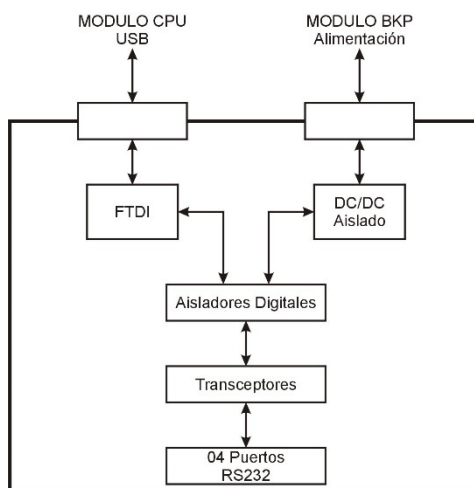 MODULO CPU
USB
MODULO BKP
Alimentación
FTDI
DC/DC
Aislado
Aisladores Digitales
Transceptores
04 Puertos
RS232